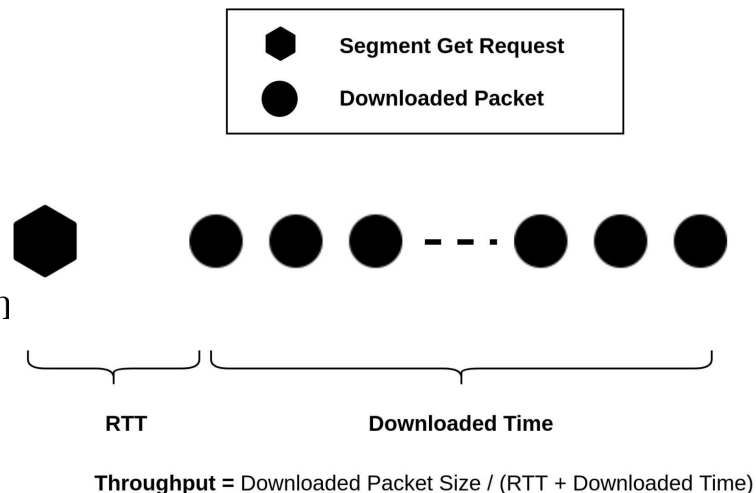 Segment Get Request
Downloaded Packet
RTT
Downloaded Time
Throughput = Downloaded Packet Size / (RTT + Downloaded Time)